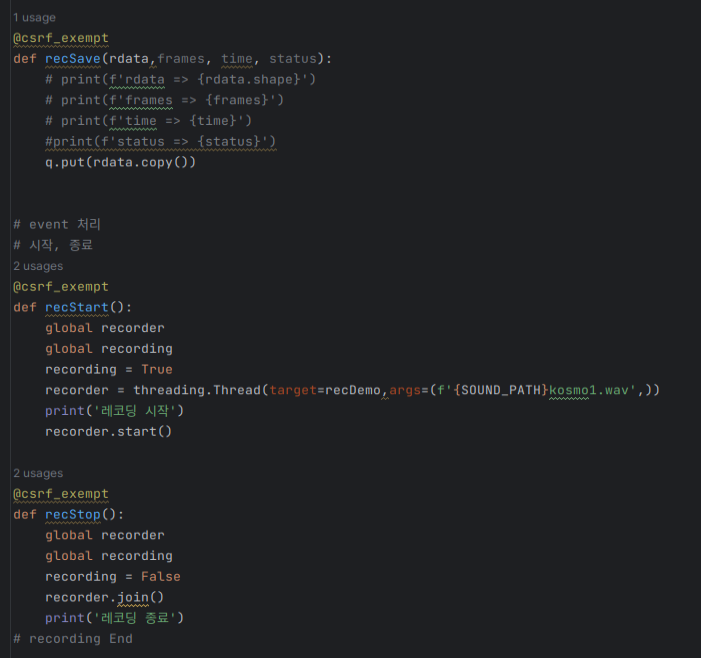 1 usage
@csrf_exempt
def recSave(rdata,frames, time, status):
    # print(f'rdata => {rdata.shape}')
    # print(f'frames => {frames}')
    # print(f'time => {time}')
    #print(f'status => {status}')
    q.put(rdata.copy())
# event 처리
# 시작, 종료
2 usages
@csrf_exempt
def recStart():
    global recorder
    global recording
    recording = True
    recorder = threading.Thread(target=recDemo,args=(f'{SOUND_PATH}kosmo1.wav',))
    print('레코딩 시작')
    recorder.start()
2 usages
@csrf_exempt
def recStop():
    global recorder
    global recording
    recording = False
    recorder.join()
    print('레코딩 종료')
# recording End